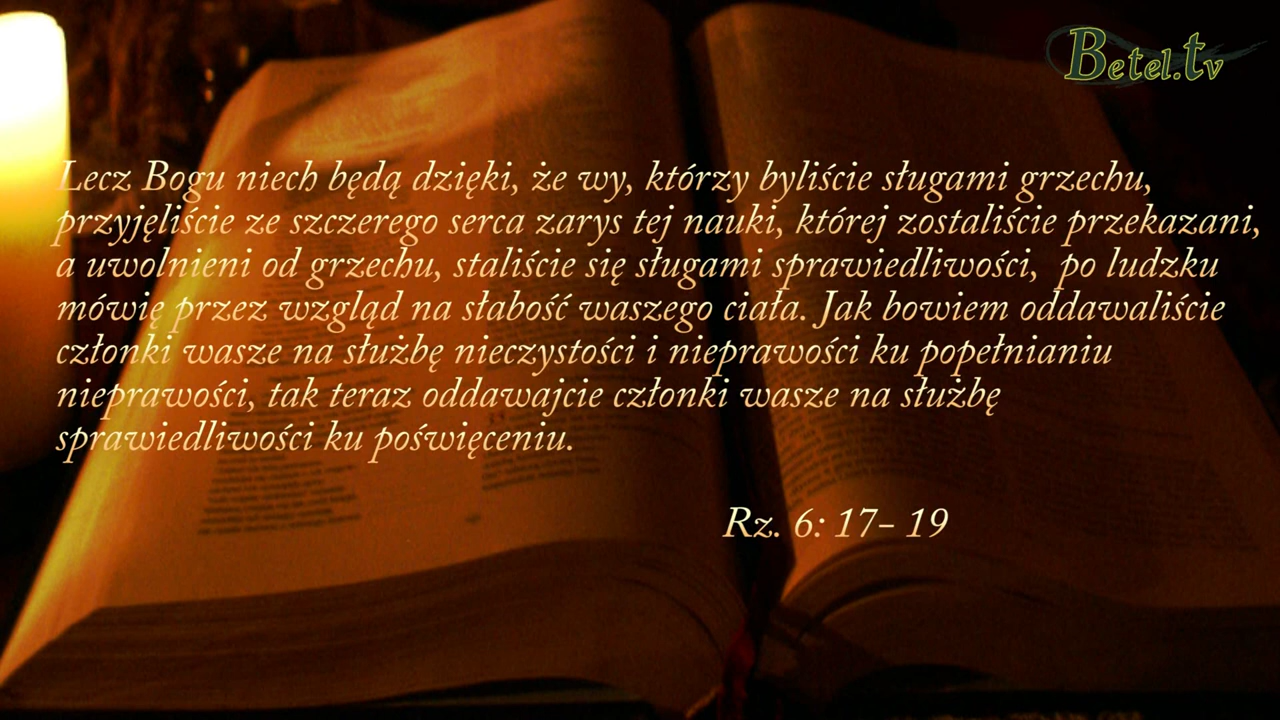 Betel.tv
Lecz Bogu niech będą dzięki, że wy, którzy byliście sługami grzechu,
przyjęliście ze szczerego serca zarys tej nauki, której zostaliście przekazani,
a uwolnieni od grzechu, staliście się sługami sprawiedliwości,  po ludzku
mówię przez wzgląd na słabość waszego ciała. Jak bowiem oddawaliście
członki wasze na służbę nieczystości i nieprawości ku popełnianiu
nieprawości, tak teraz oddawajcie członki wasze na służbę
sprawiedliwości ku poświęceniu.
Rz. 6: 17- 19